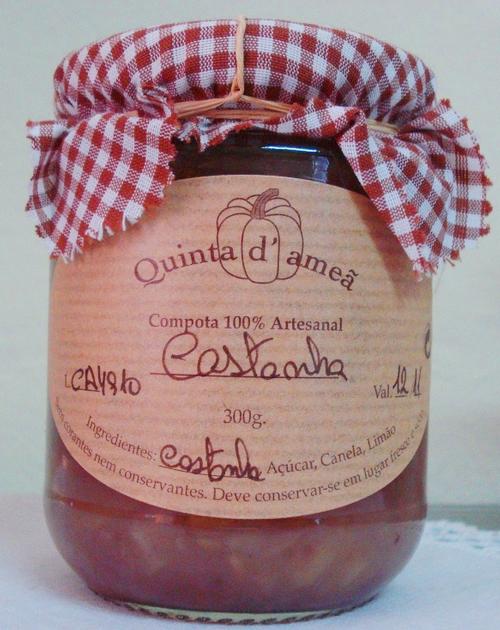 Quinta d' ameã
Compota 100% Artesanal
Castanha
L. CAY910
Val. 12 11
300g.
Ingredientes: Castanha Açúcar, Canela, Limão
corantes nem conservantes. Deve conservar-se em lugar fresco e